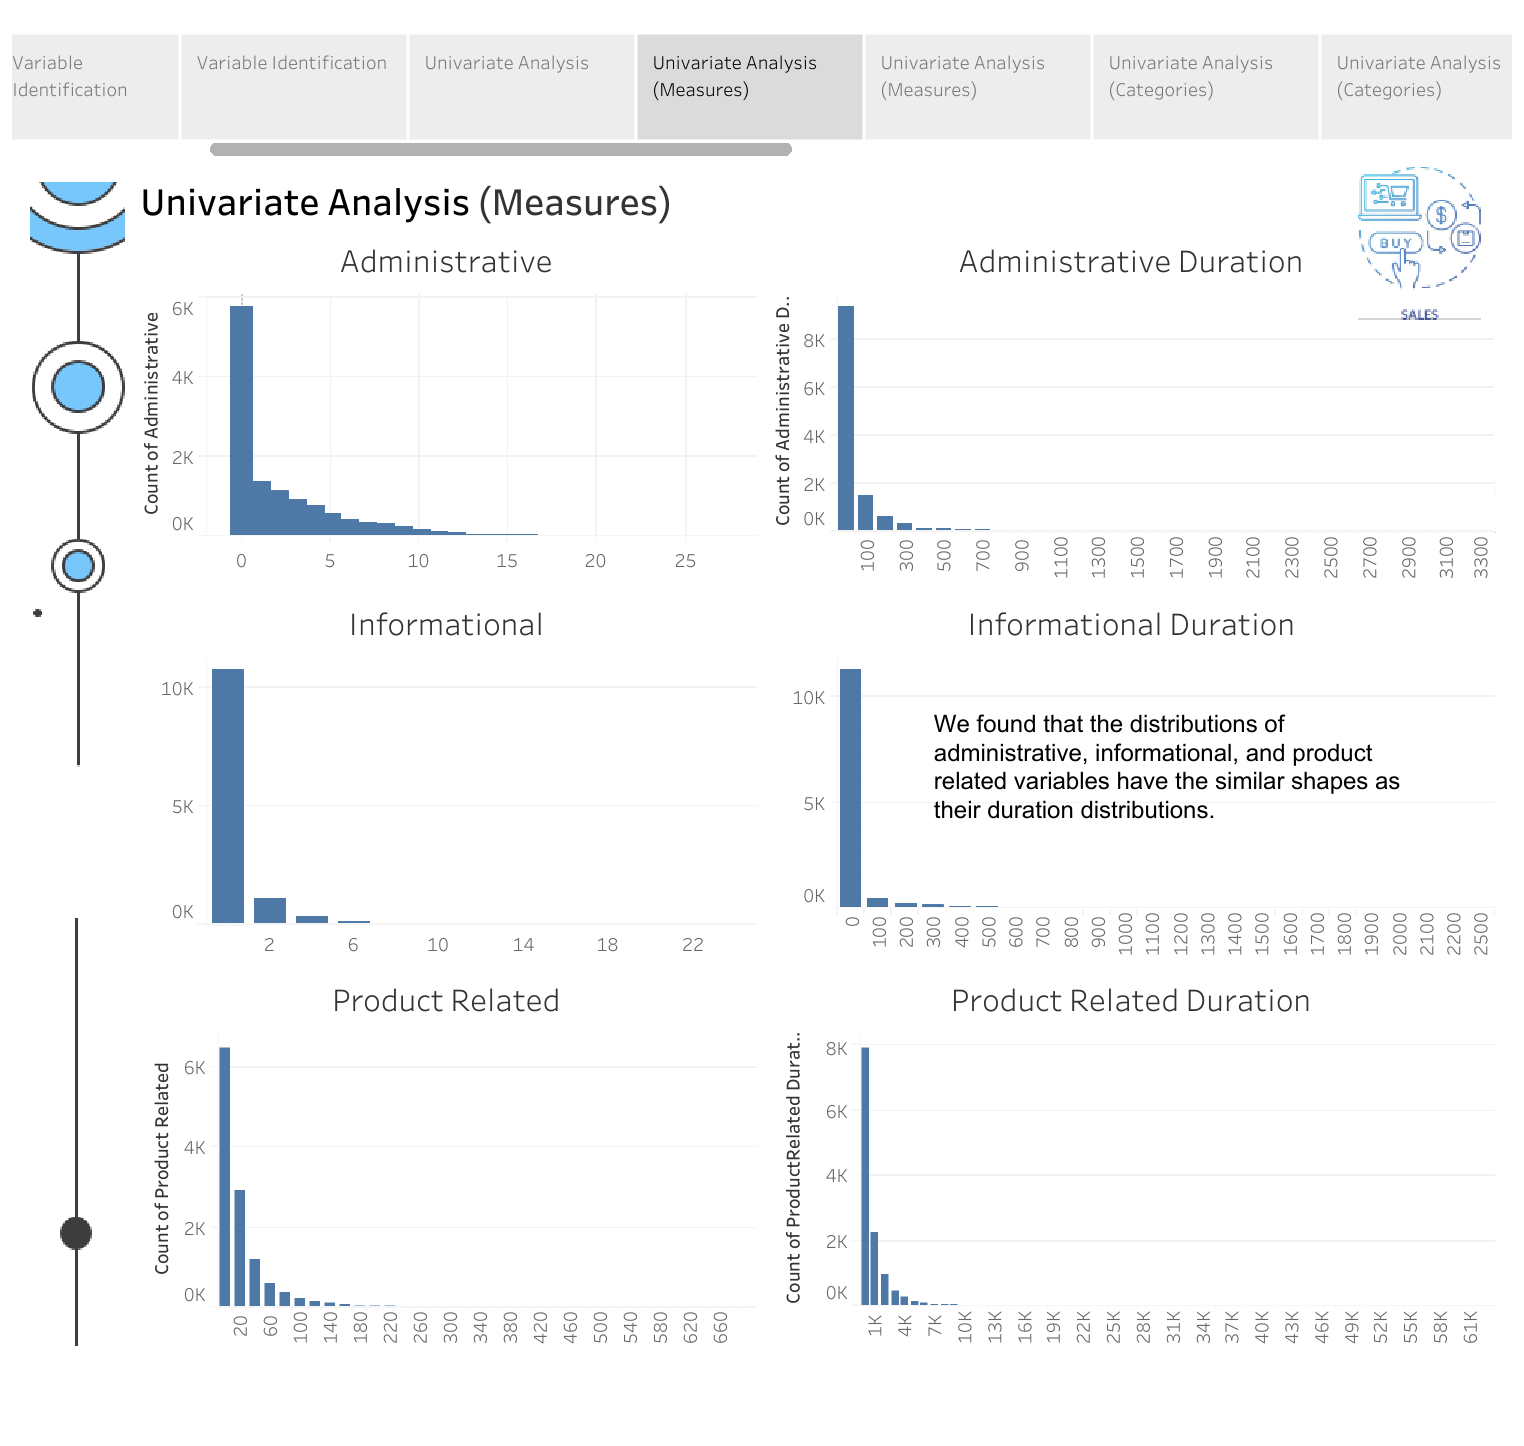 Variable
Identification
Variable Identification
Univariate Analysis
Univariate Analysis
(Measures)
Univariate Analysis
(Measures)
Univariate Analysis
(Categories)
Univariate Analysis
(Categories)
Univariate Analysis (Measures)
BUY
$
SALES
Administrative
Count of Administrative
6K
4K
2K
0K
0 5 10 15 20 25
Administrative Duration
Count of Administrative D..
8K
6K
4K
2K
0K
100 300 500 700 900 1100 1300 1500 1700 1900 2100 2300 2500 2700 2900 3100 3300
Informational
10K
5K
0K
2 6 10 14 18 22
Informational Duration
10K
5K
0K
We found that the distributions of
administrative, informational, and product
related variables have the similar shapes as
their duration distributions.
0 100 200 300 400 500 600 700 800 900 1000 1100 1200 1300 1400 1500 1600 1700 1800 1900 2000 2100 2200 2500
Product Related
Count of Product Related
6K
4K
2K
0K
20 60 100 140 180 220 260 300 340 380 420 460 500 540 580 620 660
Product Related Duration
Count of ProductRelated Durat..
8K
6K
4K
2K
0K
1K 4K 7K 10K 13K 16K 19K 22K 25K 28K 31K 34K 37K 40K 43K 46K 49K 52K 55K 58K 61K